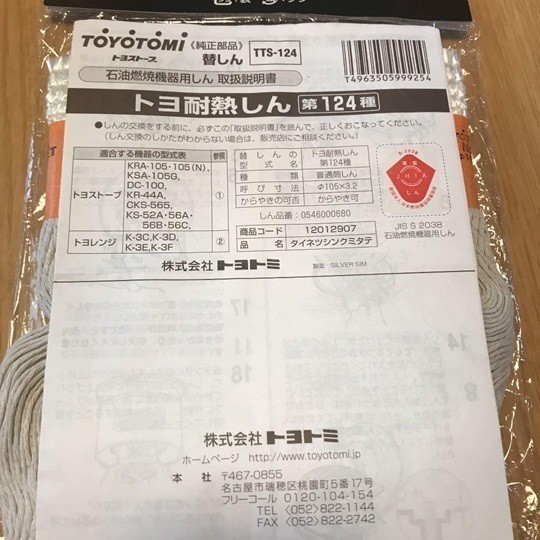 TOYOTOMI
トヨストーブ
《純正部品》
替しん
TTS-124
T4963505999254
石油燃焼機器用しん 取扱説明書
トヨ耐熱しん 第124種
●しんの交換をする前に、必ずこの「取扱説明書」を読んで、正しくおこなってください。
(しん交換のしかたがわからない場合は、販売店にご相談ください。)
適合する機器の型式表 参照
トヨストーブ
KRA-105・105(N)、
KSA-105G、
DC-100、
KR-44A、
CKS-56S、
KS-52A・56A・
56B・56C、
①
トヨレンジ
K-3C、K-3D、
K-3E、K-3F
②
替しんの型式名 トヨ耐熱しん 第124種
種類 普通筒しん
呼び寸法 φ105×3.2
からやきの可否 からやき可
しん番号:0546000680
商品コード 12012907
品名 タイネツシンクミタテ
JHIA
JIS S 2038
石油燃焼機器用しん
株式会社 トヨトミ
製造 SILVER SIM
17
14
11
18
株式会社 トヨトミ
ホームページ http://www.toyotomi.jp
本社 〒467-0855
名古屋市瑞穂区桃園町5番17号
フリーコール 0120-104-154
TEL <052> 822-1144
FAX <052> 822-2742